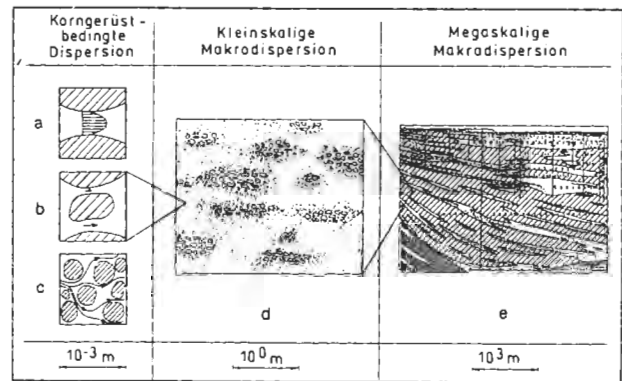 Korngerüst-
bedingte
Dispersion
Kleinskalige
Makrodispersion
Megaskalige
Makrodispersion
a
b
c
d
e
10⁻³ m
10⁰ m
10³ m